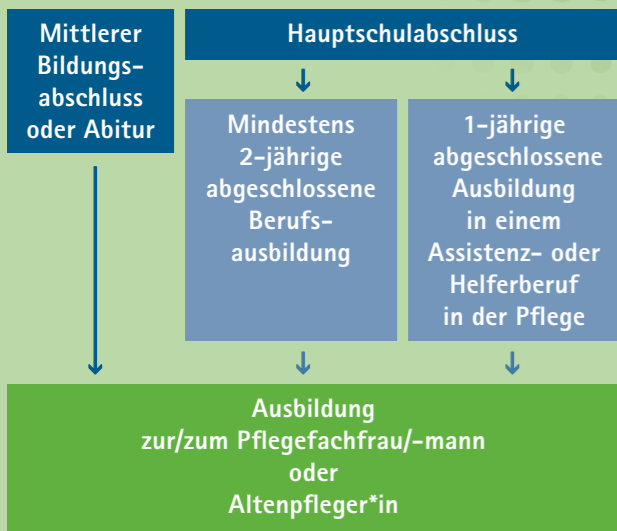 Mittlerer
Bildungs-
abschluss
oder Abitur
Hauptschulabschluss
Mindestens
2-jährige
abgeschlossene
Berufs-
ausbildung
1-jährige
abgeschlossene
Ausbildung
in einem
Assistenz- oder
Helferberuf
in der Pflege
Ausbildung
zur/zum Pflegefachfrau/-mann
oder
Altenpfleger*in